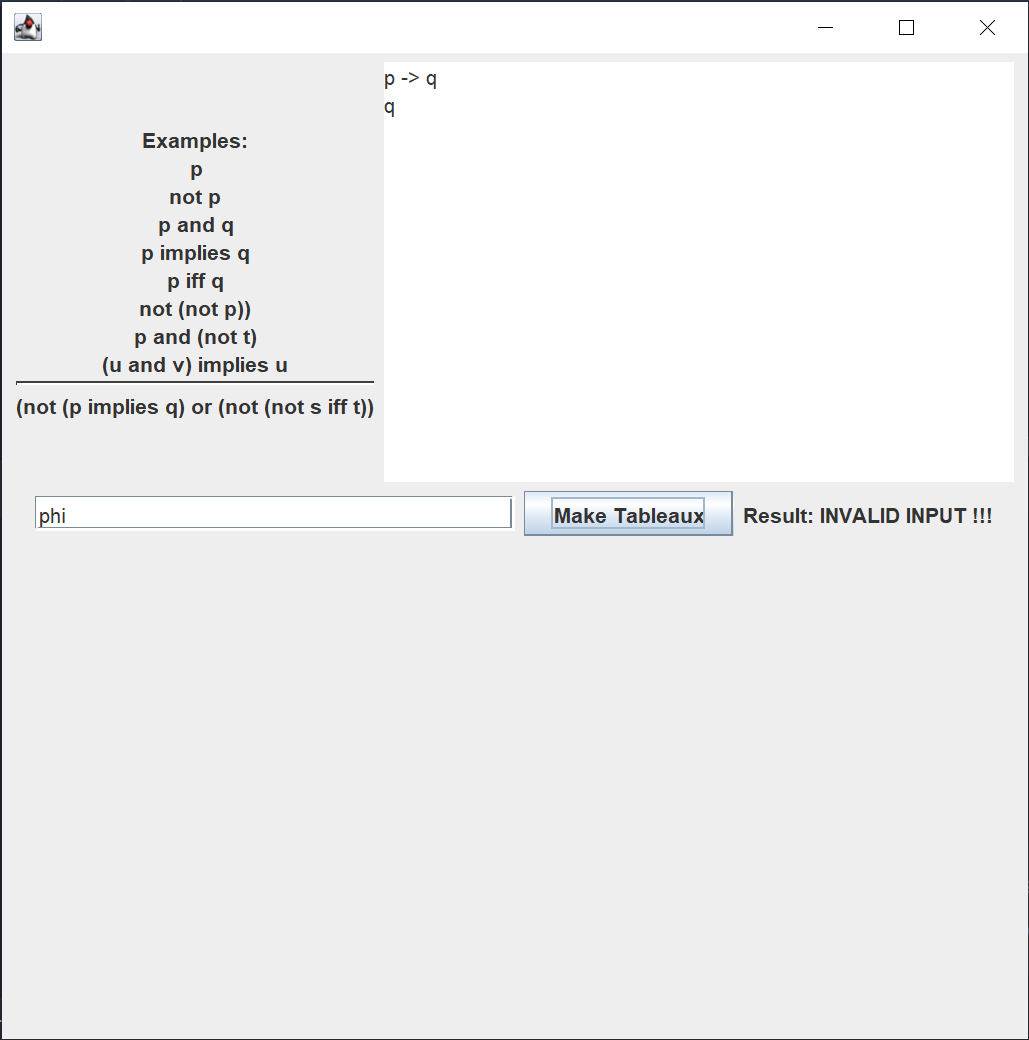 Examples:
p
not p
p and q
p implies q
p iff q
not (not p))
p and (not t)
(u and v) implies u
(not (p implies q) or (not (not s iff t))
p -> q
q
phi
Make Tableaux
Result: INVALID INPUT !!!